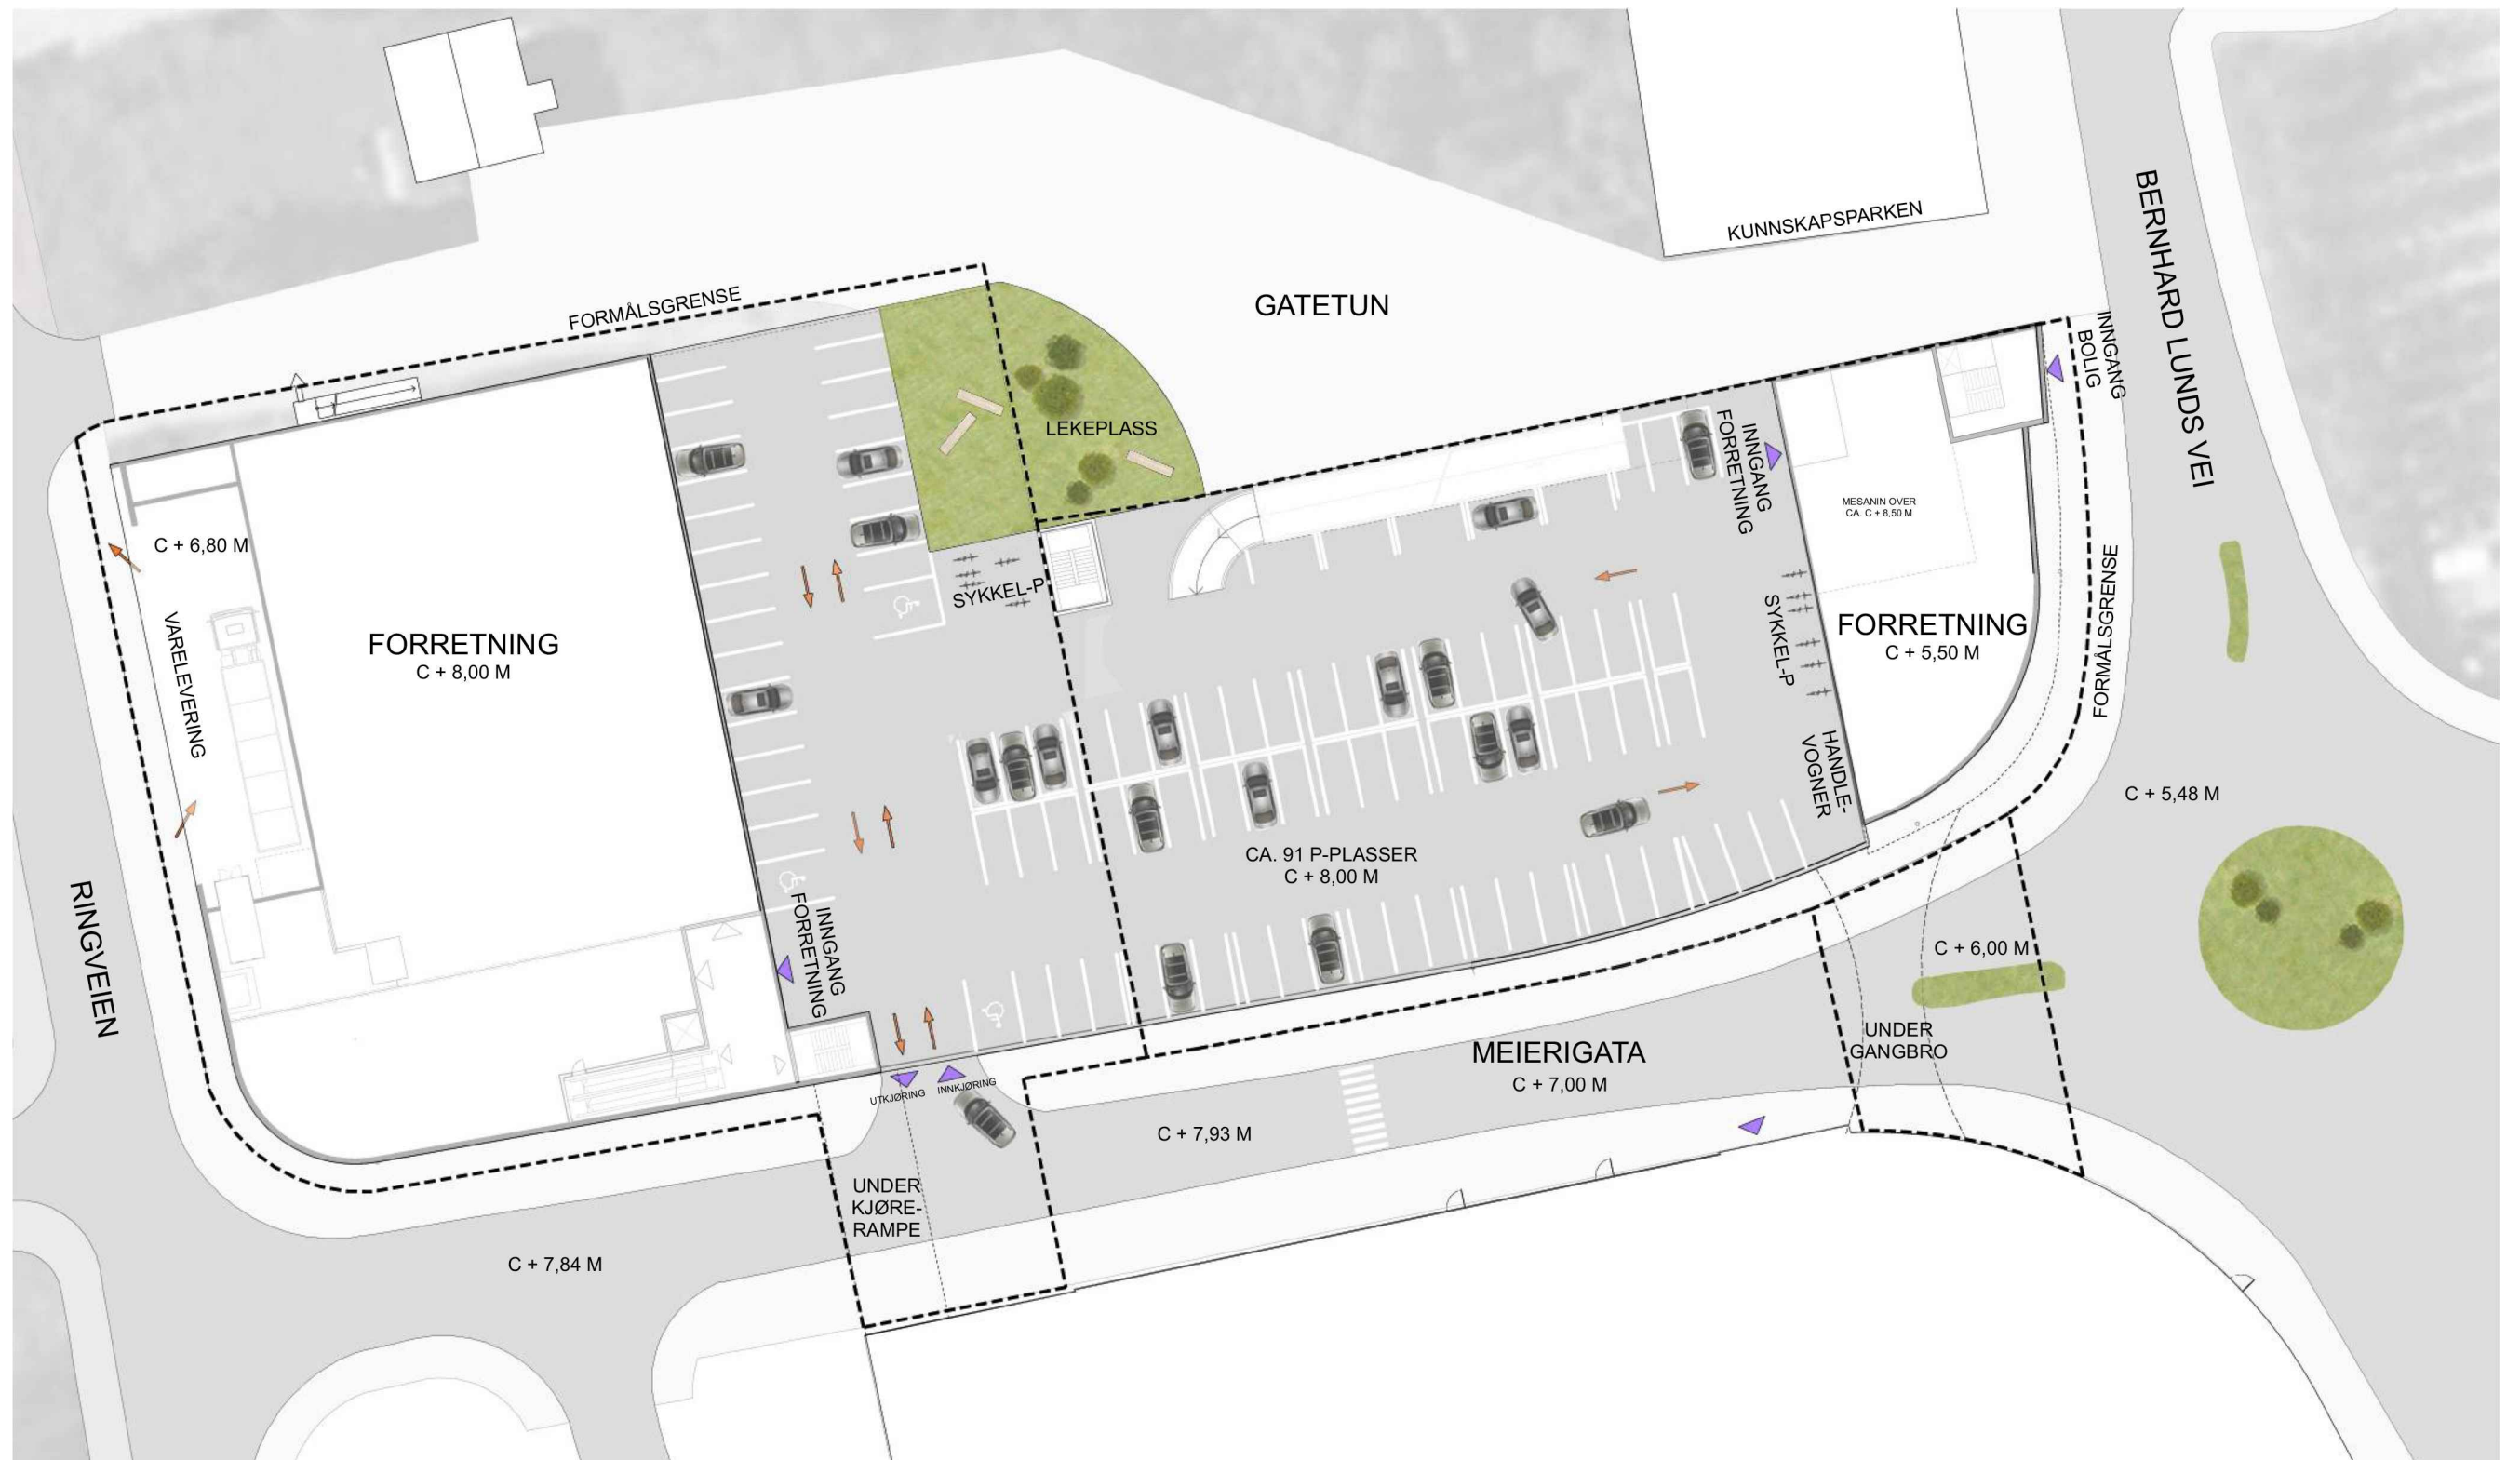 KUNNSKAPSPARKEN
BERNHARD LUNDS VEI
FORMÅLSGRENSE
GATETUN
INNGANG
BOLIG
LEKEPLASS
INNGANG
FORRETNING
MESANIN OVER
CA. C + 8,50 M
C + 6,80 M
SYKKEL-P
FORRETNING
C + 8,00 M
VARELEVERING
SYKKEL-P
FORRETNING
C + 5,50 M
FORMÅLSGRENSE
HANDLE-
VOGNER
C + 5,48 M
CA. 91 P-PLASSER
C + 8,00 M
RINGVEIEN
INNGANG
FORRETNING
C + 6,00 M
UNDER
GANGBRO
MEIERIGATA
C + 7,00 M
UTKJØRING
INNKJØRING
C + 7,93 M
UNDER
KJØRE-
RAMPE
C + 7,84 M